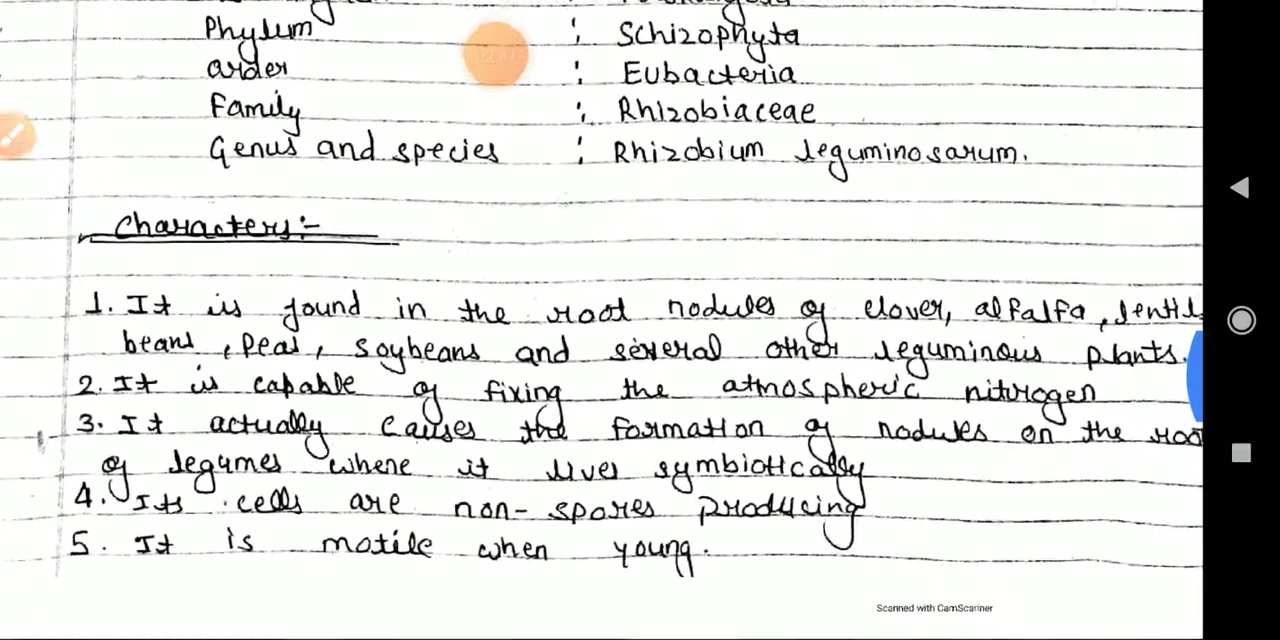 Phylum : Schizophyta
order : Eubacteria
Family : Rhizobiaceae
Genus and species : Rhizobium leguminosarum.
Characters:-
1. It is found in the root nodules of clover, alfalfa, lentil
beans, peas, soybeans and several other leguminous plants.
2. It is capable of fixing the atmospheric nitrogen
3. It actually causes the formation of nodules on the roo
of legumes where it lives symbiotically
4. Its cells are non-spores producing
5. It is motile when young.
Scanned with CamScanner